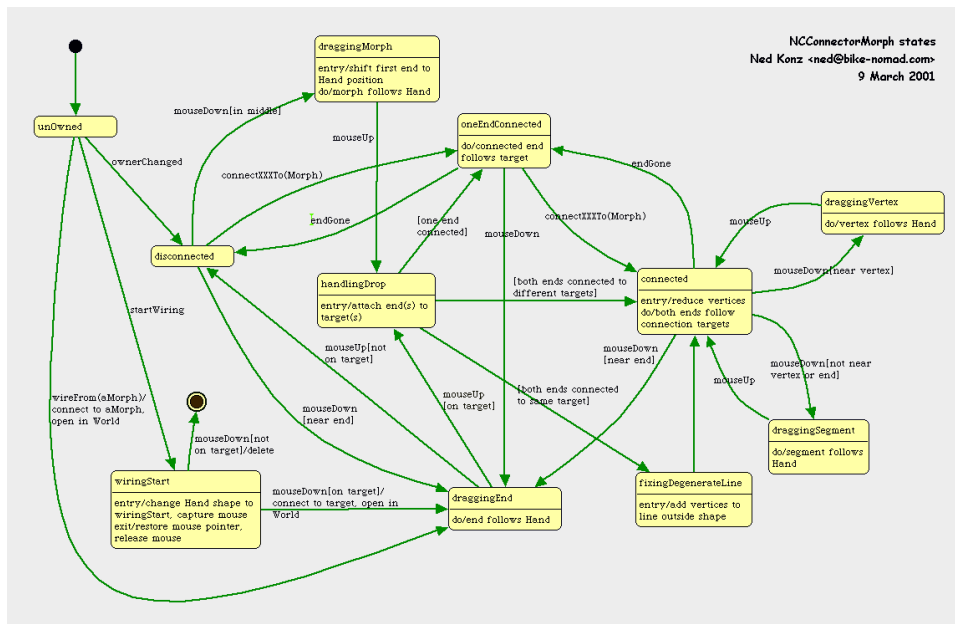 NCConnectorMorph states
Ned Konz <ned@bike-nomad.com>
9 March 2001
draggingMorph
entry/shift first end to
Hand position
do/morph follows Hand
unOwned
mouseDown[in middle]
mouseUp
oneEndConnected
do/connected end
follows target
ownerChanged
connectXXXTo(Morph)
endGone
draggingVertex
do/vertex follows Hand
endGone
[one end
connected]
mouseDown
connectXXXTo(Morph)
mouseUp
disconnected
handlingDrop
entry/attach end(s) to
target(s)
[both ends connected to
different targets]
connected
entry/reduce vertices
do/both ends follow
connection targets
mouseDown[near vertex]
startWiring
mouseUp[not
on target]
mouseDown
[near end]
mouseDown[not near
vertex or end]
mouseUp
wireFrom(aMorph)/
connect to aMorph,
open in World
mouseDown
[near end]
mouseUp
[on target]
[both ends connected
to same target]
mouseDown[not
on target]/delete
draggingSegment
do/segment follows
Hand
wiringStart
entry/change Hand shape to
wiringStart, capture mouse
exit/restore mouse pointer,
release mouse
mouseDown[on target]/
connect to target, open in
World
draggingEnd
do/end follows Hand
fixingDegenerateLine
entry/add vertices to
line outside shape